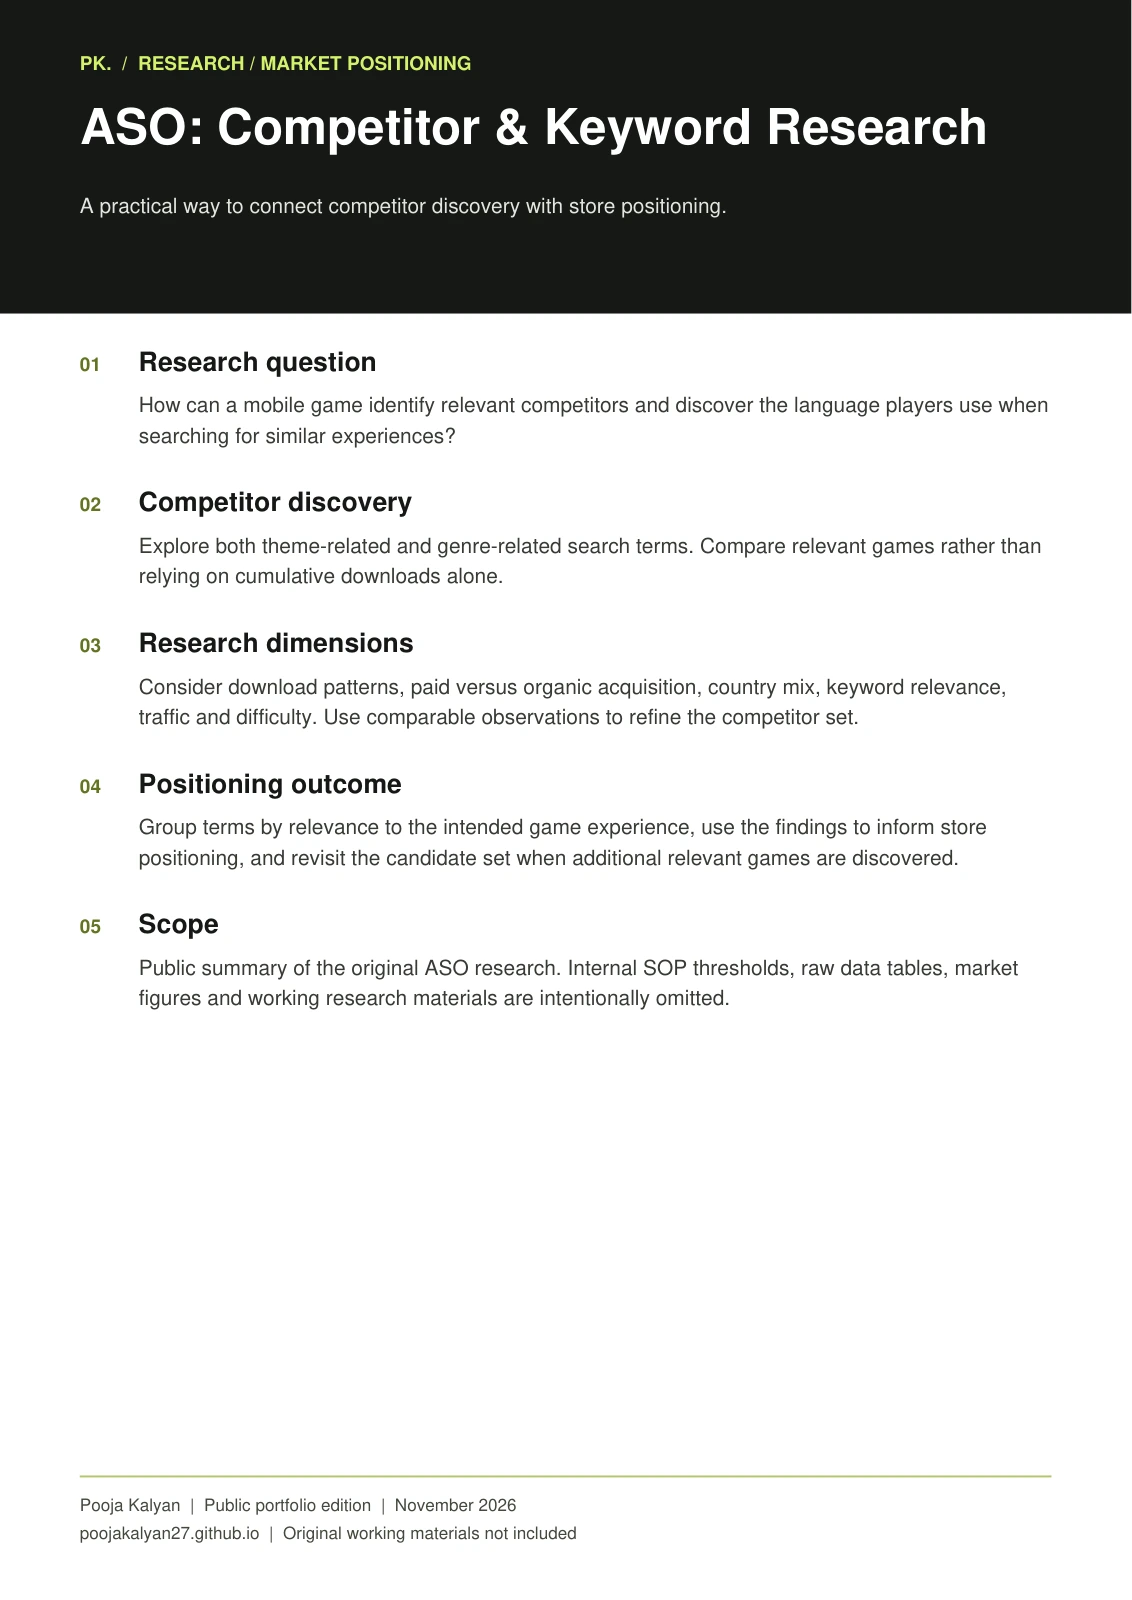 PK. / RESEARCH / MARKET POSITIONING
ASO: Competitor & Keyword Research
A practical way to connect competitor discovery with store positioning.
01 Research question
How can a mobile game identify relevant competitors and discover the language players use when
searching for similar experiences?
02 Competitor discovery
Explore both theme-related and genre-related search terms. Compare relevant games rather than
relying on cumulative downloads alone.
03 Research dimensions
Consider download patterns, paid versus organic acquisition, country mix, keyword relevance,
traffic and difficulty. Use comparable observations to refine the competitor set.
04 Positioning outcome
Group terms by relevance to the intended game experience, use the findings to inform store
positioning, and revisit the candidate set when additional relevant games are discovered.
05 Scope
Public summary of the original ASO research. Internal SOP thresholds, raw data tables, market
figures and working research materials are intentionally omitted.
Pooja Kalyan | Public portfolio edition | November 2026
poojakalyan27.github.io | Original working materials not included